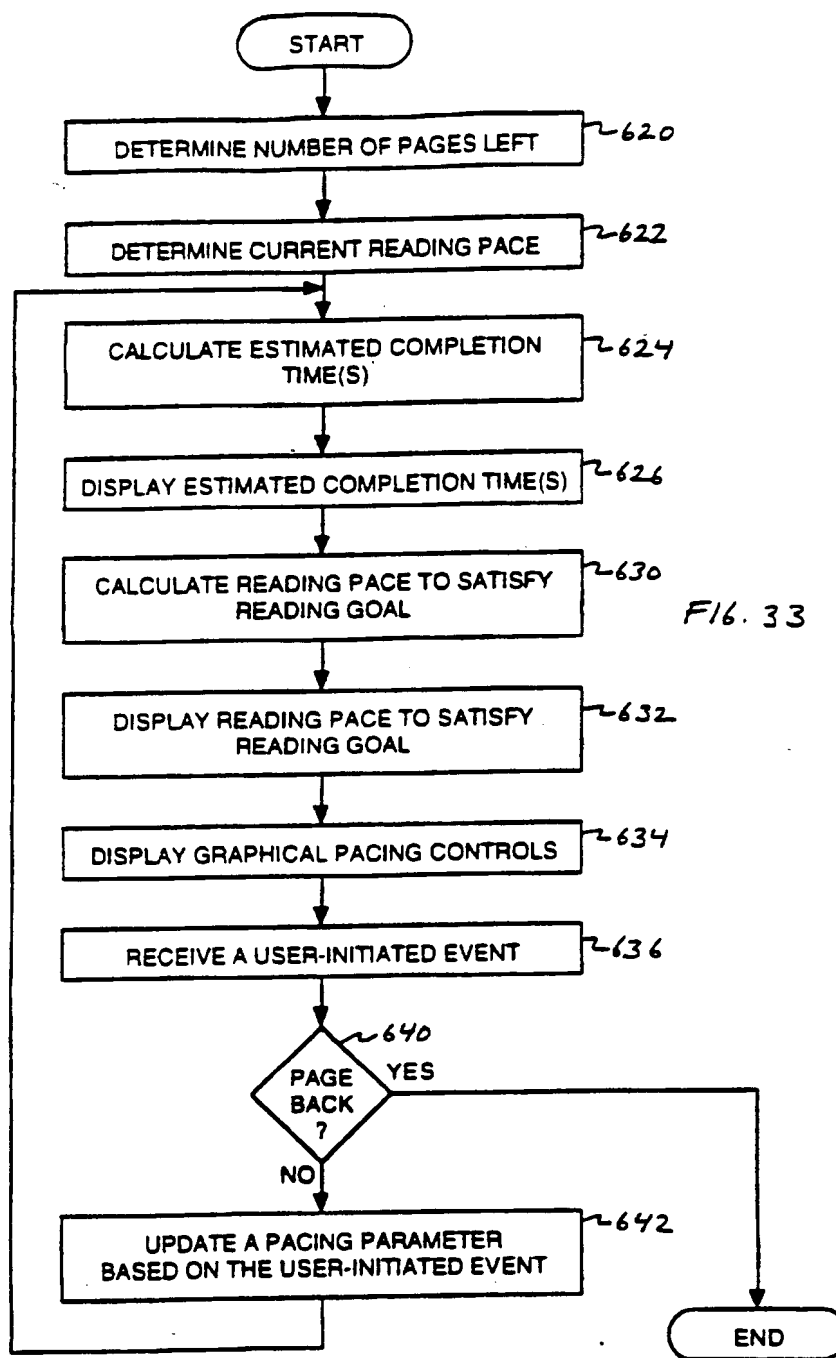 START
DETERMINE NUMBER OF PAGES LEFT
620
DETERMINE CURRENT READING PACE
622
CALCULATE ESTIMATED COMPLETION
TIME(S)
624
DISPLAY ESTIMATED COMPLETION TIME(S)
626
CALCULATE READING PACE TO SATISFY
READING GOAL
630
FIG. 33
DISPLAY READING PACE TO SATISFY
READING GOAL
632
DISPLAY GRAPHICAL PACING CONTROLS
634
RECEIVE A USER-INITIATED EVENT
636
640
PAGE
BACK
?
YES
NO
UPDATE A PACING PARAMETER
BASED ON THE USER-INITIATED EVENT
642
END